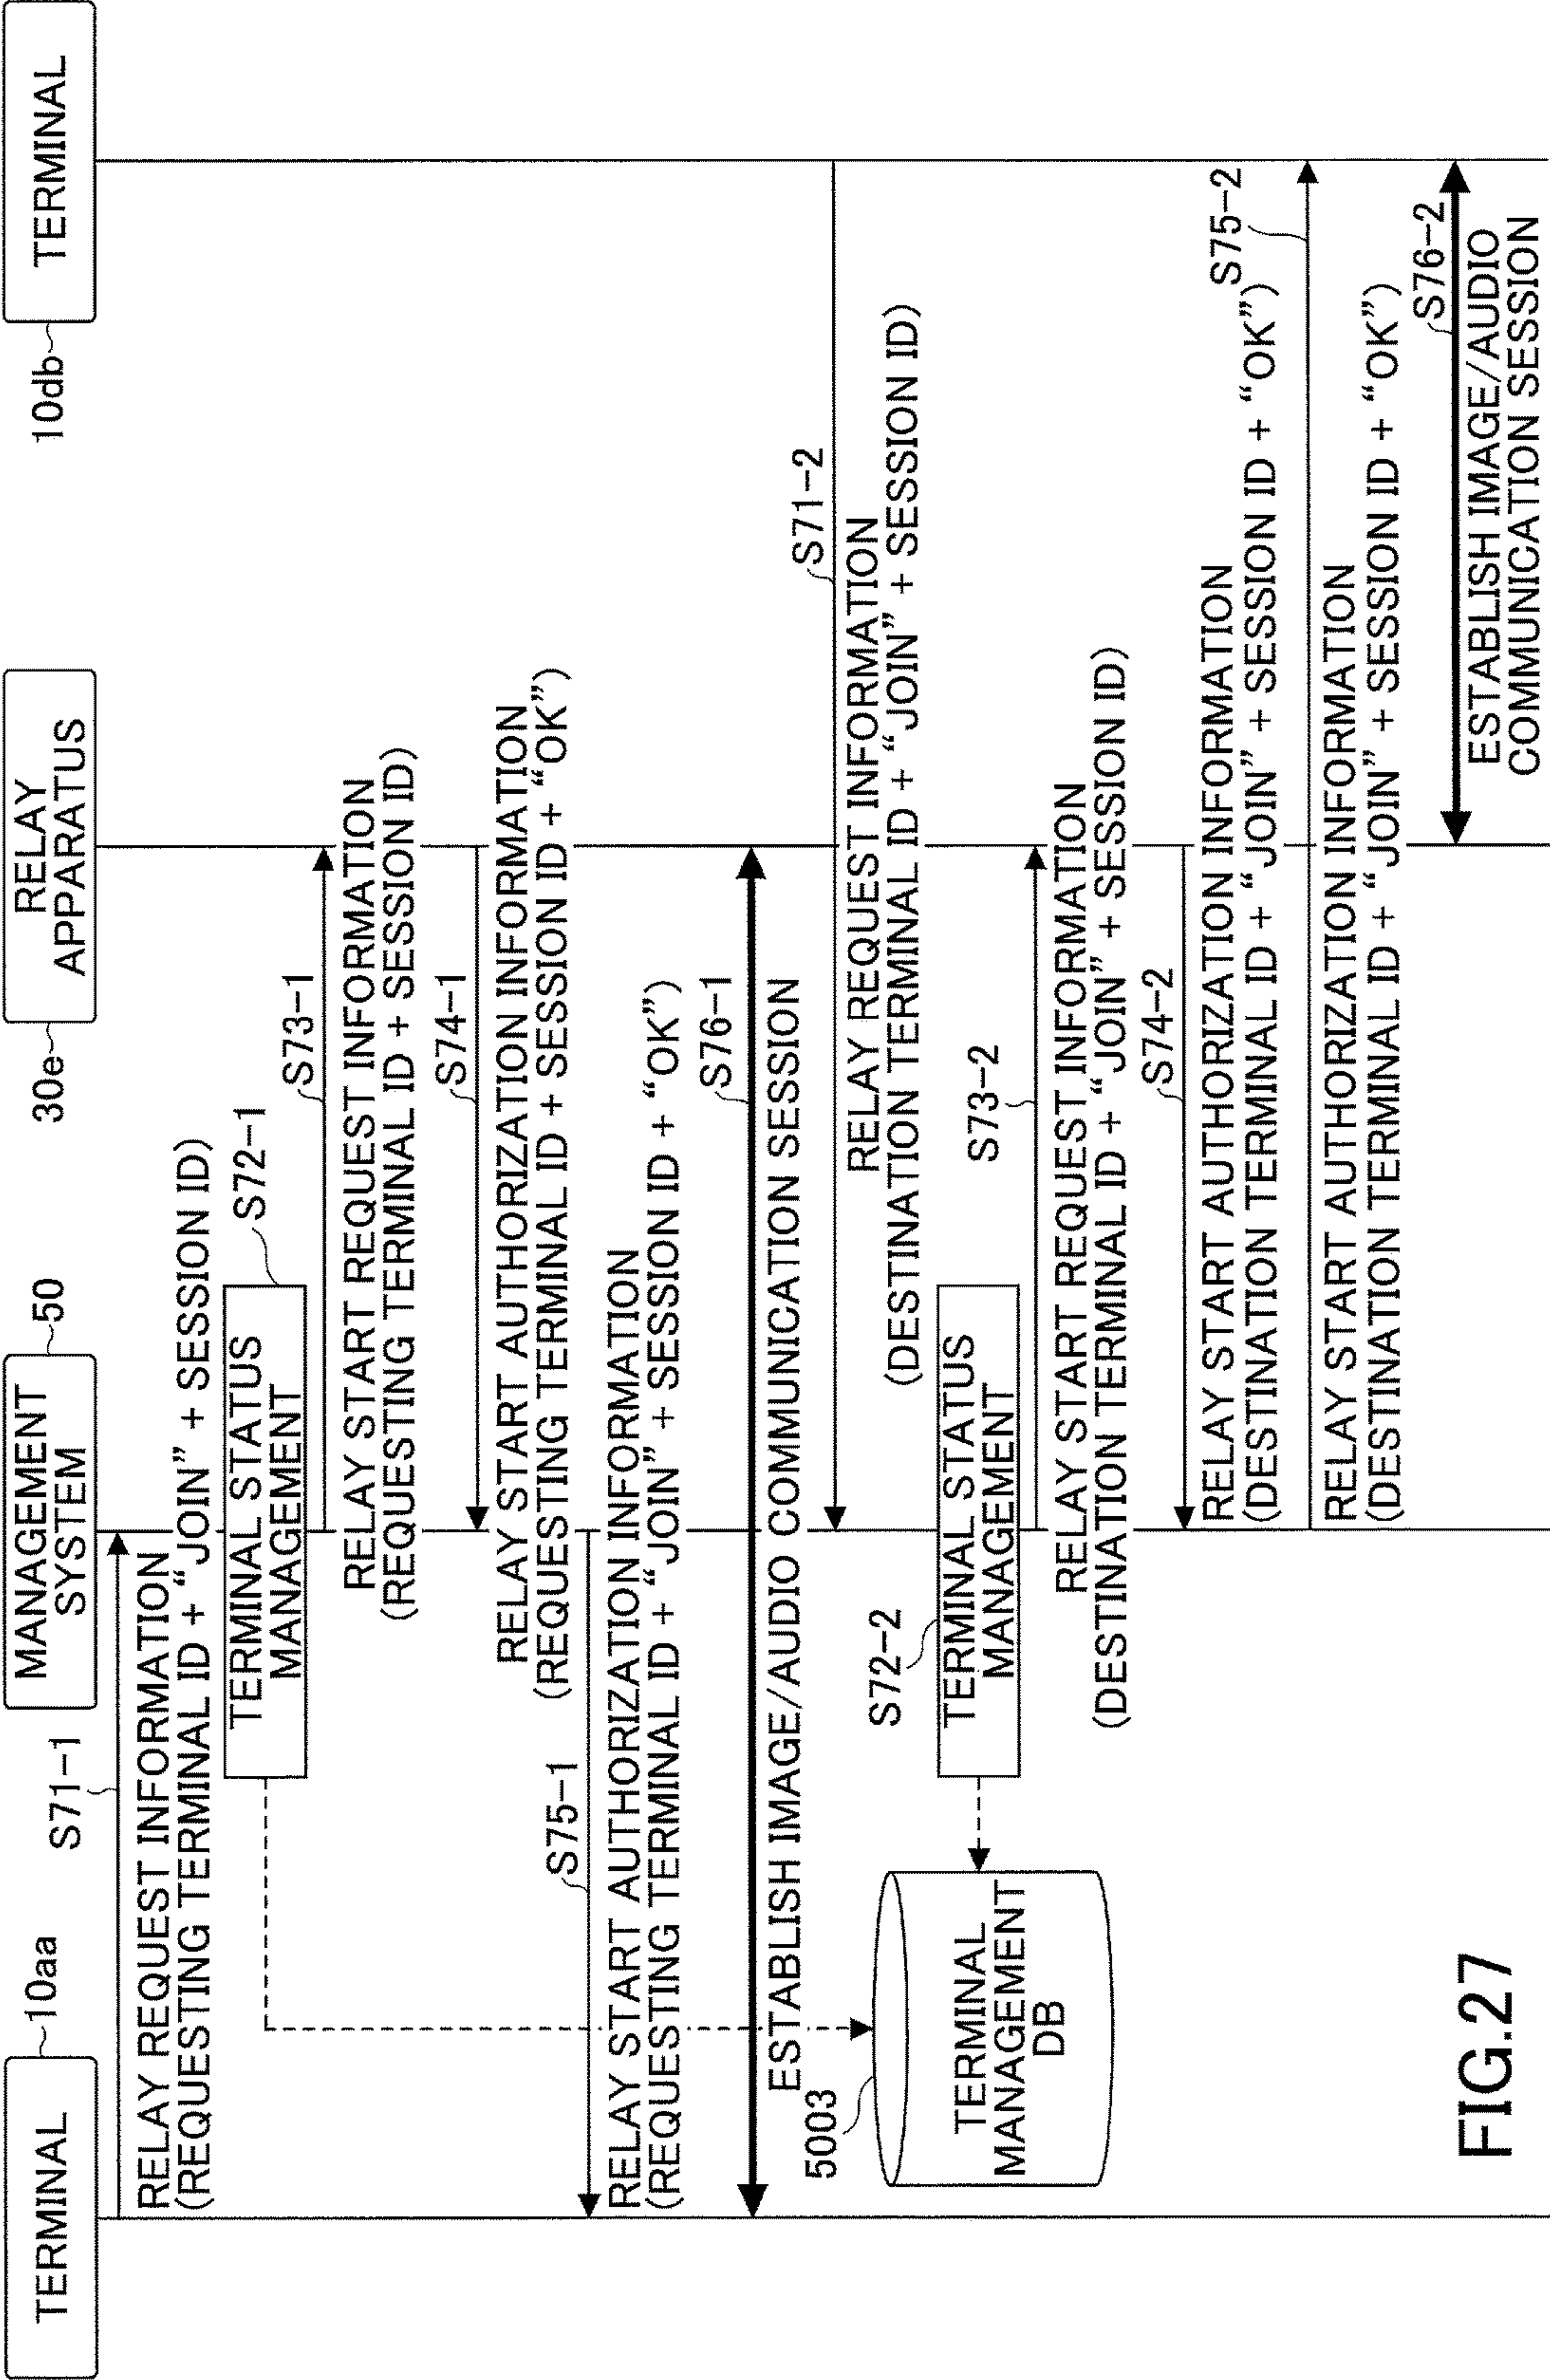 TERMINAL
10aa
MANAGEMENT
SYSTEM
50
RELAY
APPARATUS
30e
TERMINAL
10db
S71-1
RELAY REQUEST INFORMATION
(REQUESTING TERMINAL ID + “JOIN” + SESSION ID)
TERMINAL STATUS
MANAGEMENT
S72-1
S73-1
RELAY START REQUEST INFORMATION
(REQUESTING TERMINAL ID + SESSION ID)
S74-1
RELAY START AUTHORIZATION INFORMATION
(REQUESTING TERMINAL ID + SESSION ID + “OK”)
S75-1
RELAY START AUTHORIZATION INFORMATION
(REQUESTING TERMINAL ID + “JOIN” + SESSION ID + “OK”)
S76-1
ESTABLISH IMAGE/AUDIO COMMUNICATION SESSION
S71-2
RELAY REQUEST INFORMATION
(DESTINATION TERMINAL ID + “JOIN” + SESSION ID)
5003
TERMINAL
MANAGEMENT
DB
S72-2
TERMINAL STATUS
MANAGEMENT
S73-2
RELAY START REQUEST INFORMATION
(DESTINATION TERMINAL ID + “JOIN” + SESSION ID)
S74-2
RELAY START AUTHORIZATION INFORMATION
(DESTINATION TERMINAL ID + “JOIN” + SESSION ID + “OK”)
S75-2
RELAY START AUTHORIZATION INFORMATION
(DESTINATION TERMINAL ID + “JOIN” + SESSION ID + “OK”)
S76-2
ESTABLISH IMAGE/AUDIO
COMMUNICATION SESSION
FIG.27